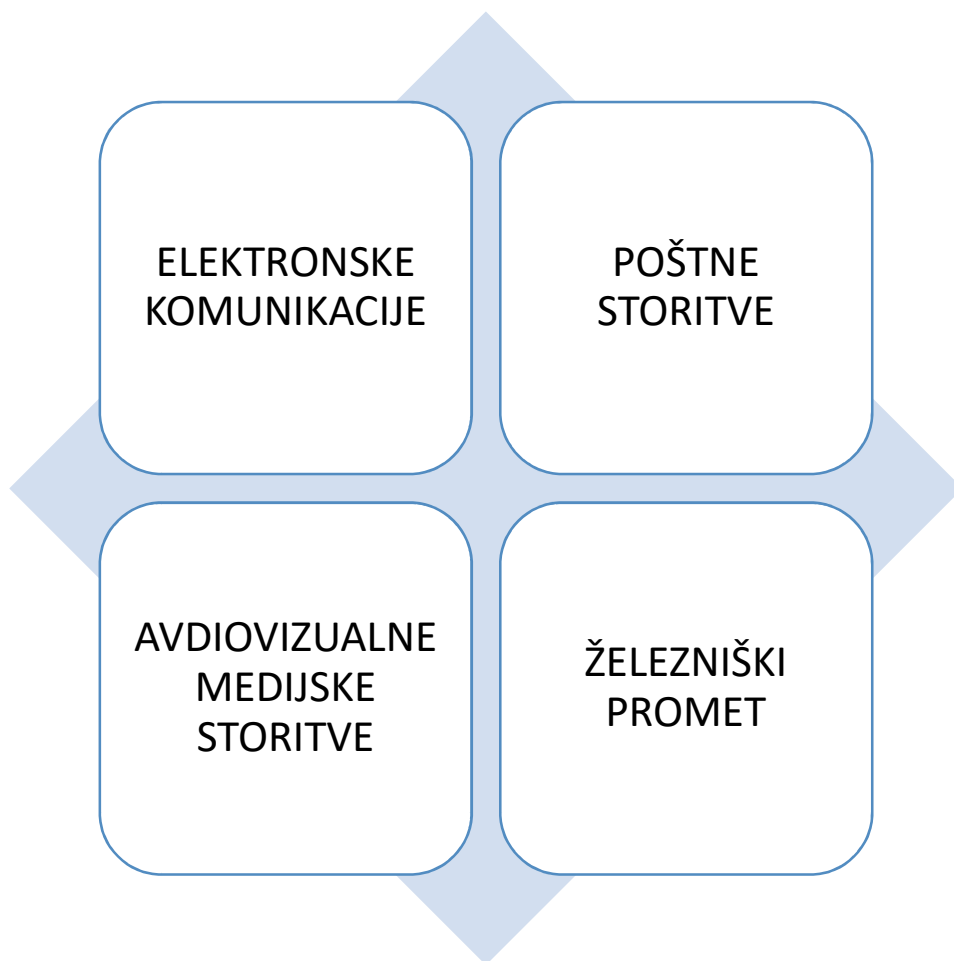 ELEKTRONSKE
KOMUNIKACIJE
POŠTNE
STORITVE
AVDIOVIZUALNE
MEDIJSKE
STORITVE
ŽELEZNIŠKI
PROMET